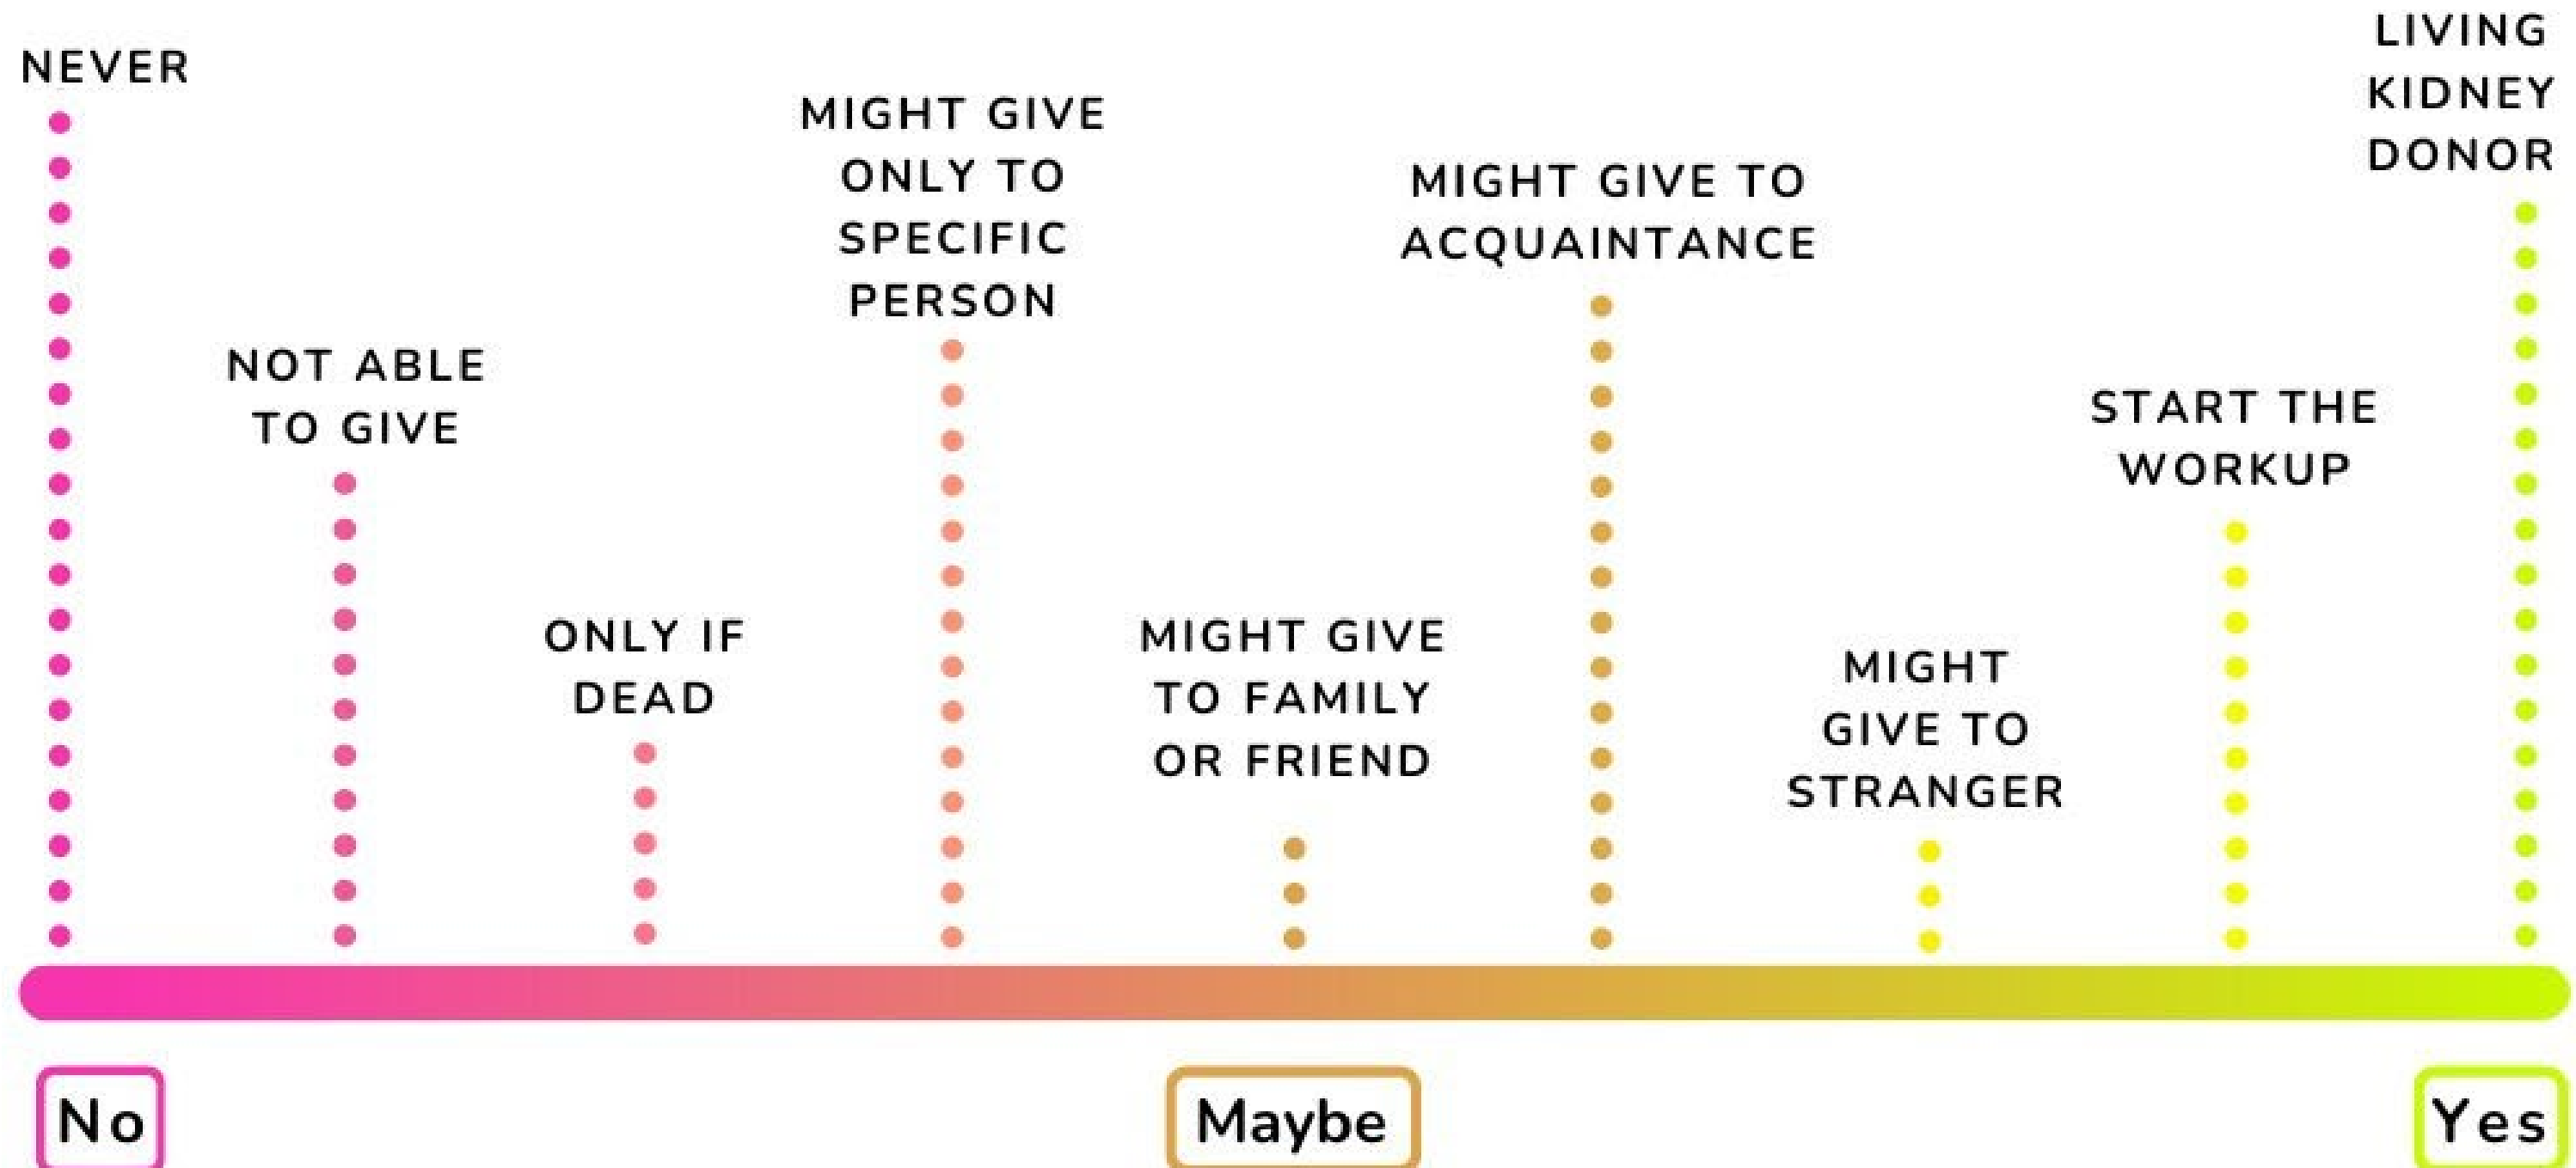 NEVER
NOT ABLE
TO GIVE
ONLY IF
DEAD
MIGHT GIVE
ONLY TO
SPECIFIC
PERSON
MIGHT GIVE
TO FAMILY
OR FRIEND
MIGHT GIVE TO
ACQUAINTANCE
MIGHT
GIVE TO
STRANGER
START THE
WORKUP
LIVING
KIDNEY
DONOR
No
Maybe
Yes